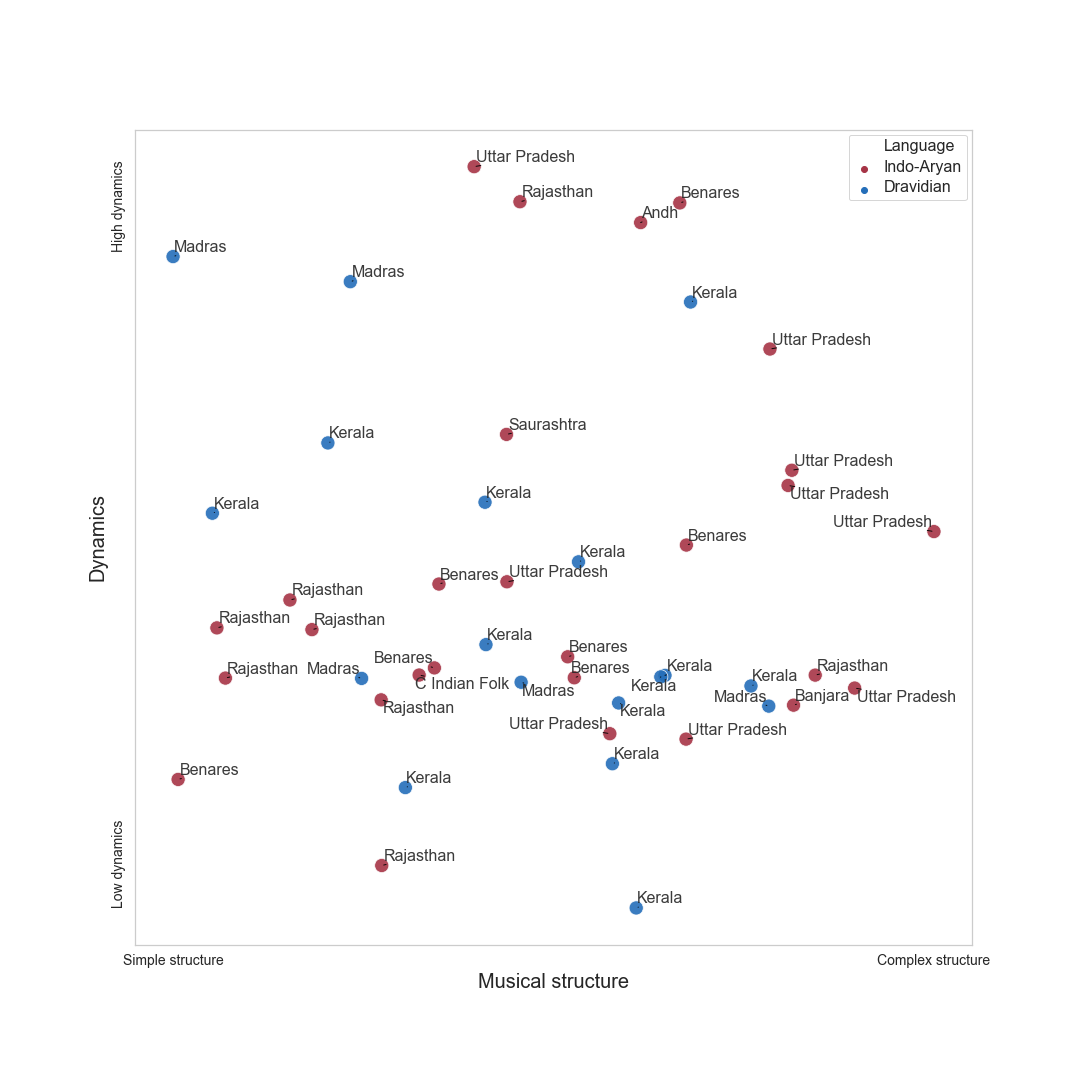 Uttar Pradesh
Language
Indo-Aryan
Dravidian
Rajasthan
Benares
Andh
Madras
Madras
Kerala
Uttar Pradesh
Saurashtra
Kerala
Uttar Pradesh
Uttar Pradesh
Kerala
Kerala
Uttar Pradesh
Benares
Kerala
Benares
Uttar Pradesh
Rajasthan
Rajasthan
Rajasthan
Kerala
Benares
Benares
Rajasthan
Madras
Benares
C Indian Folk
Madras
Kerala
Kerala
Kerala
Rajasthan
Uttar Pradesh
Madras
Banjara
Rajasthan
Kerala
Uttar Pradesh
Uttar Pradesh
Kerala
Benares
Kerala
Rajasthan
Kerala
High dynamics
Dynamics
Low dynamics
Simple structure
Complex structure
Musical structure